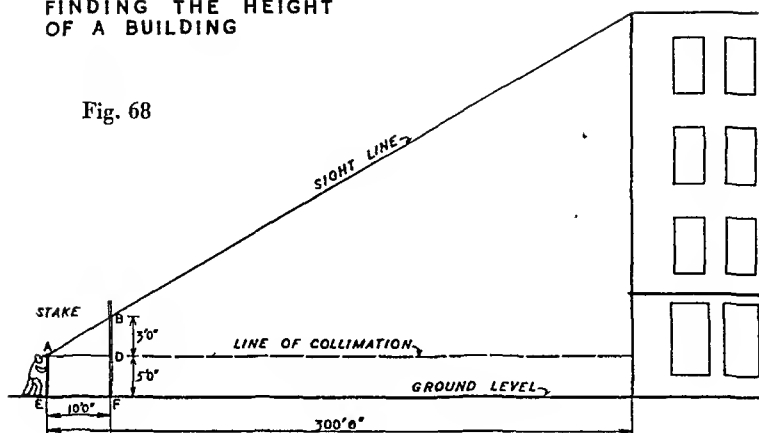 FINDING THE HEIGHT
OF A BUILDING
Fig. 68
SIGHT LINE
STAKE
B
3'0"
A
LINE OF COLLIMATION
D
5'0"
GROUND LEVEL
E
10'0"
F
300'0"